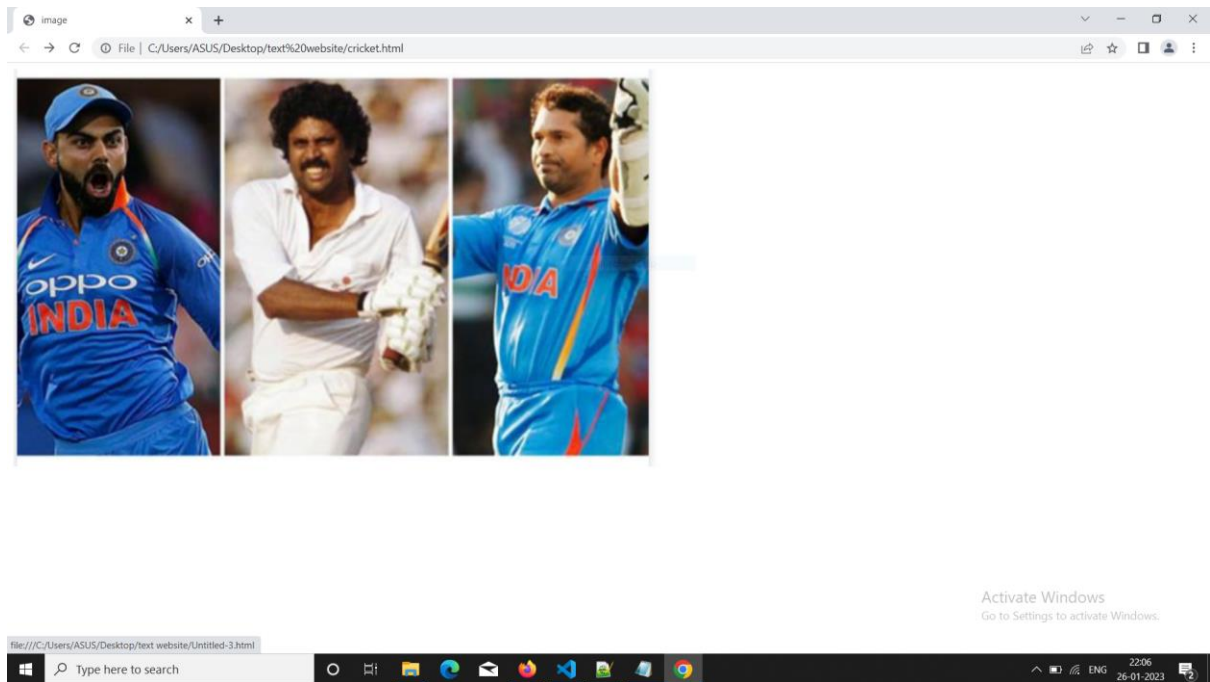 image
File | C:/Users/ASUS/Desktop/text%20website/cricket.html
oppo
INDIA
INDIA
Activate Windows
Go to Settings to activate Windows.
file:///C:/Users/ASUS/Desktop/text website/Untitled-3.html
Type here to search
ENG
22:06
26-01-2023
2